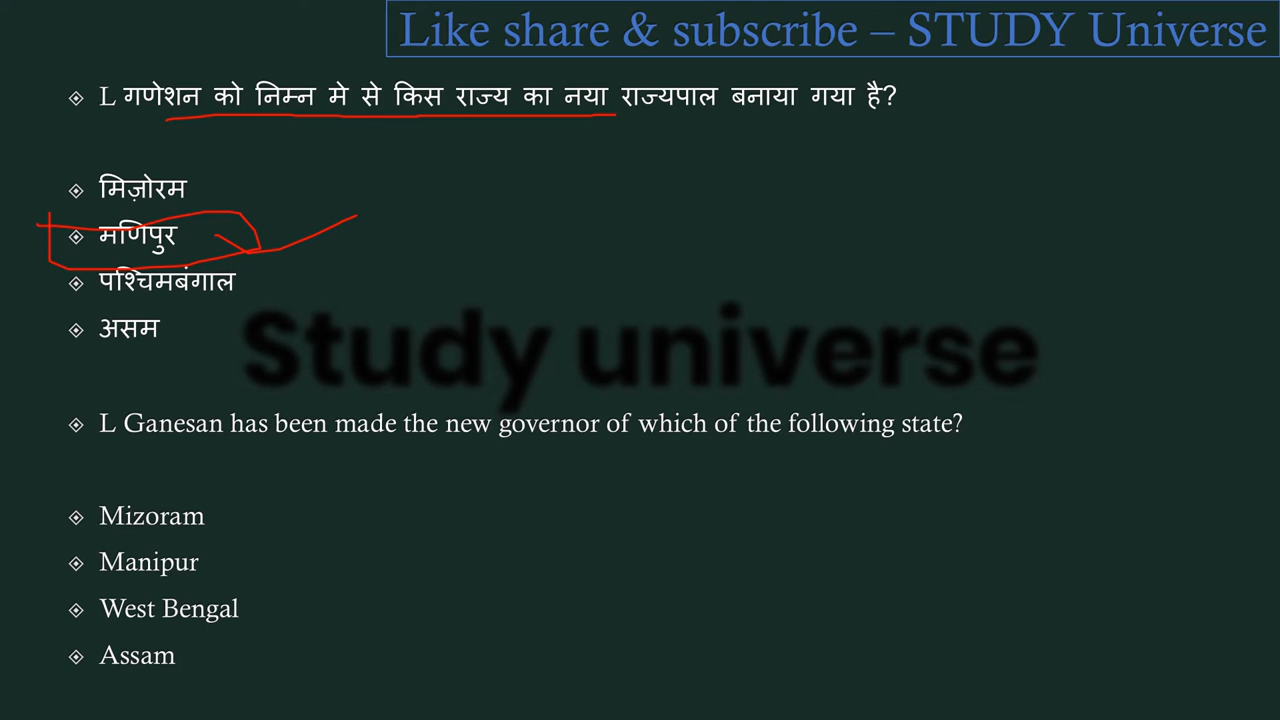 Like share & subscribe – STUDY Universe
L गणेशन को निम्न मे से किस राज्य का नया राज्यपाल बनाया गया है?
मिज़ोरम
मणिपुर
पश्चिमबंगाल
असम
Study universe
L Ganesan has been made the new governor of which of the following state?
Mizoram
Manipur
West Bengal
Assam